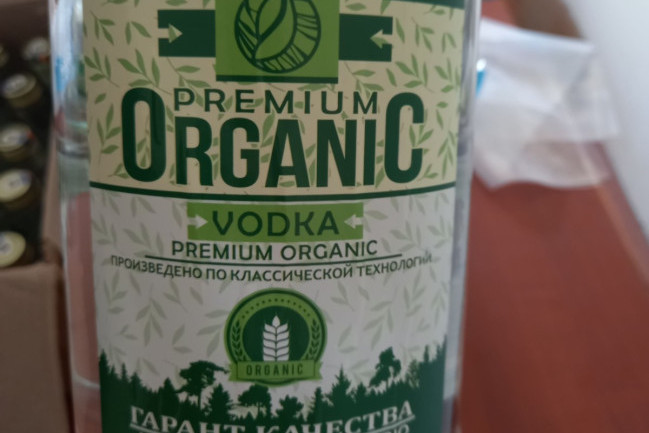 PREMIUM
ORGANIC
VODKA
PREMIUM ORGANIC
ПРОИЗВЕДЕНО ПО КЛАССИЧЕСКОЙ ТЕХНОЛОГИИ
ORGANIC
ГАРАНТ КАЧЕСТВА